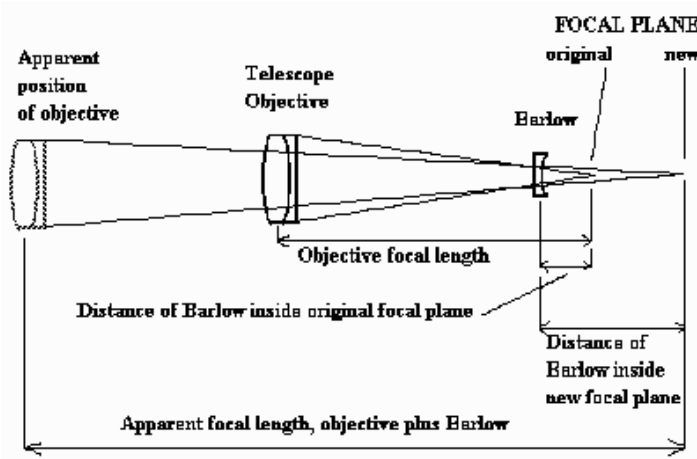 FOCAL PLANE
original new
Apparent
position
of objective
Telescope
Objective
Barlow
Objective focal length
Distance of Barlow inside original focal plane
Distance of
Barlow inside
new focal plane
Apparent focal length, objective plus Barlow